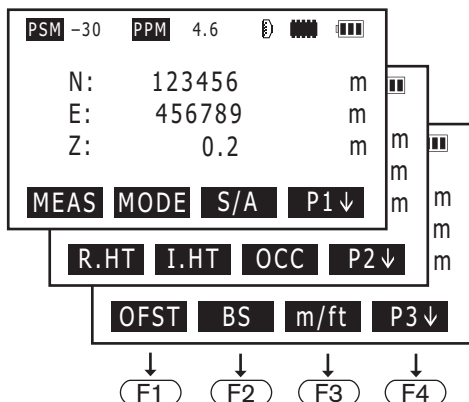 PSM -30 PPM 4.6
N: 123456 m
E: 456789 m
Z: 0.2 m
m
m
m
m
m
m
MEAS MODE S/A P1↓
R.HT I.HT OCC P2↓
OFST BS m/ft P3↓
↓ ↓ ↓ ↓
F1 F2 F3 F4